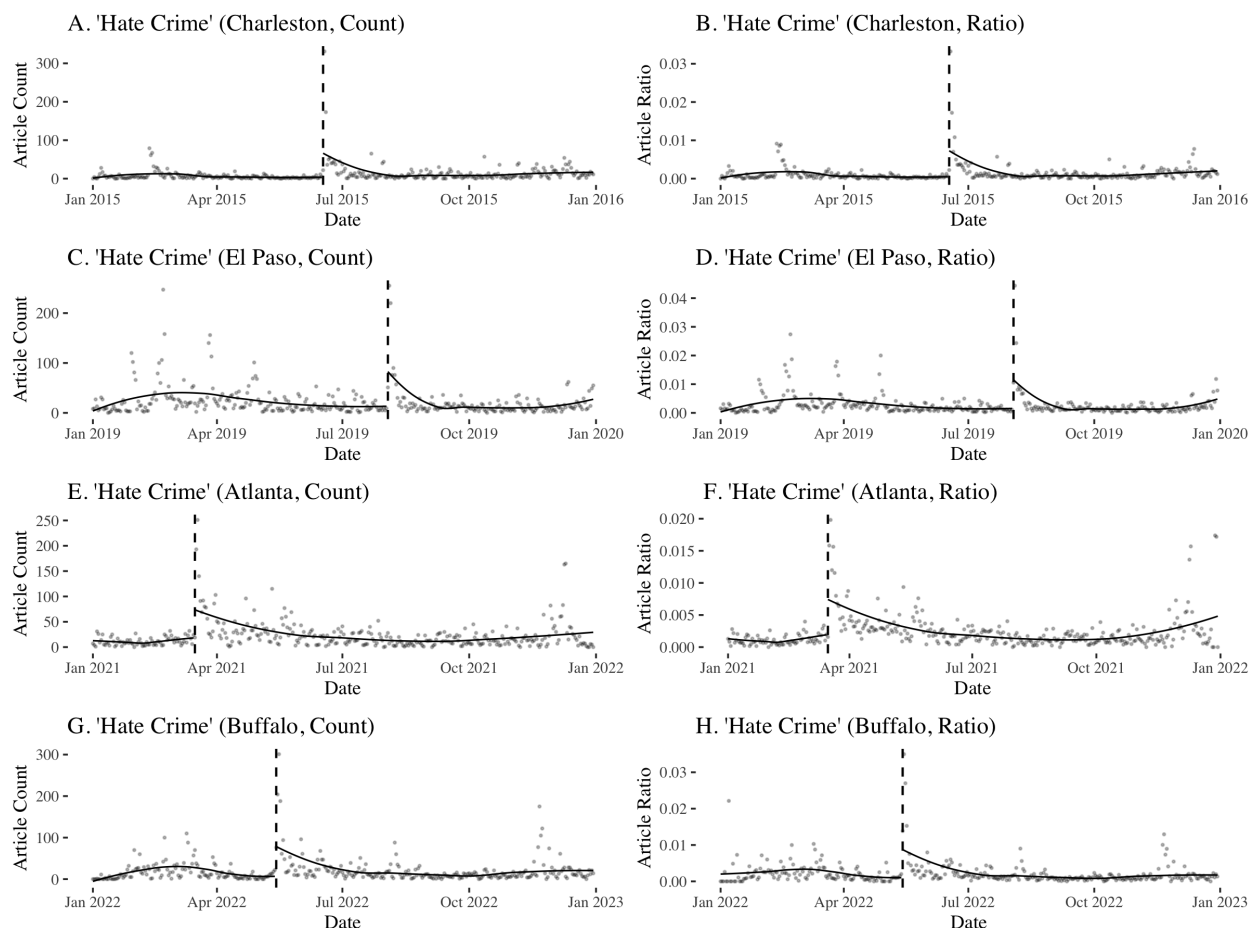 A. 'Hate Crime' (Charleston, Count)
Article Count
300
200
100
0
Jan 2015 Apr 2015 Jul 2015 Oct 2015 Jan 2016
Date
B. 'Hate Crime' (Charleston, Ratio)
Article Ratio
0.03
0.02
0.01
0.00
Jan 2015 Apr 2015 Jul 2015 Oct 2015 Jan 2016
Date
C. 'Hate Crime' (El Paso, Count)
Article Count
200
100
0
Jan 2019 Apr 2019 Jul 2019 Oct 2019 Jan 2020
Date
D. 'Hate Crime' (El Paso, Ratio)
Article Ratio
0.04
0.03
0.02
0.01
0.00
Jan 2019 Apr 2019 Jul 2019 Oct 2019 Jan 2020
Date
E. 'Hate Crime' (Atlanta, Count)
Article Count
250
200
150
100
50
0
Jan 2021 Apr 2021 Jul 2021 Oct 2021 Jan 2022
Date
F. 'Hate Crime' (Atlanta, Ratio)
Article Ratio
0.020
0.015
0.010
0.005
0.000
Jan 2021 Apr 2021 Jul 2021 Oct 2021 Jan 2022
Date
G. 'Hate Crime' (Buffalo, Count)
Article Count
300
200
100
0
Jan 2022 Apr 2022 Jul 2022 Oct 2022 Jan 2023
Date
H. 'Hate Crime' (Buffalo, Ratio)
Article Ratio
0.03
0.02
0.01
0.00
Jan 2022 Apr 2022 Jul 2022 Oct 2022 Jan 2023
Date